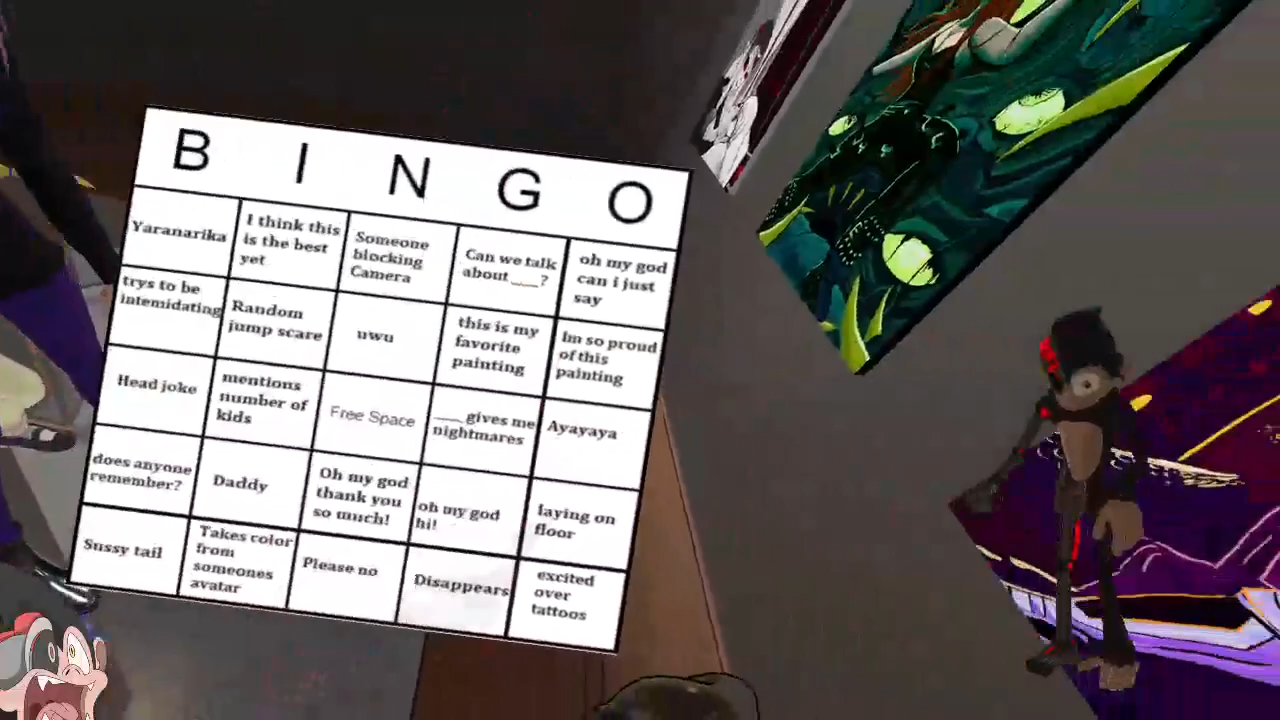 B I N G O
Yaranarika
I think this
is the best
yet
Someone
blocking
Camera
Can we talk
about ___?
oh my god
can i just
say
trys to be
intemidating
Random
jump scare
uwu
this is my
favorite
painting
Im so proud
of this
painting
Head joke
mentions
number of
kids
Free Space
___ gives me
nightmares
Ayayaya
does anyone
remember?
Daddy
Oh my god
thank you
so much!
oh my god
hi!
laying on
floor
Sussy tail
Takes color
from
someones
avatar
Please no
Disappears
excited
over
tattoos